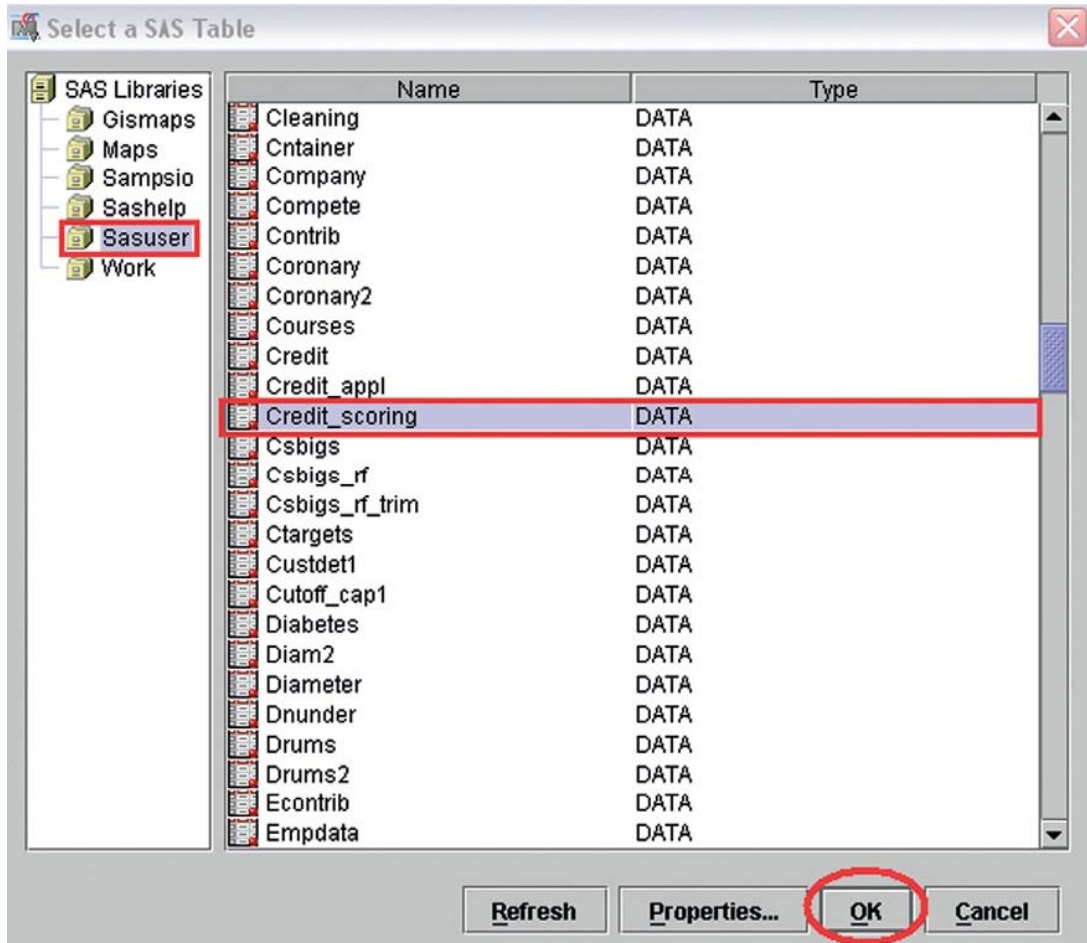 Select a SAS Table
SAS Libraries
Gismaps
Maps
Sampsio
Sashelp
Sasuser
Work
Name Type
Cleaning DATA
Cntainer DATA
Company DATA
Compete DATA
Contrib DATA
Coronary DATA
Coronary2 DATA
Courses DATA
Credit DATA
Credit_appl DATA
Credit_scoring DATA
Csbigs DATA
Csbigs_rf DATA
Csbigs_rf_trim DATA
Ctargets DATA
Custdet1 DATA
Cutoff_cap1 DATA
Diabetes DATA
Diam2 DATA
Diameter DATA
Dnunder DATA
Drums DATA
Drums2 DATA
Econtrib DATA
Empdata DATA
Refresh Properties... OK Cancel